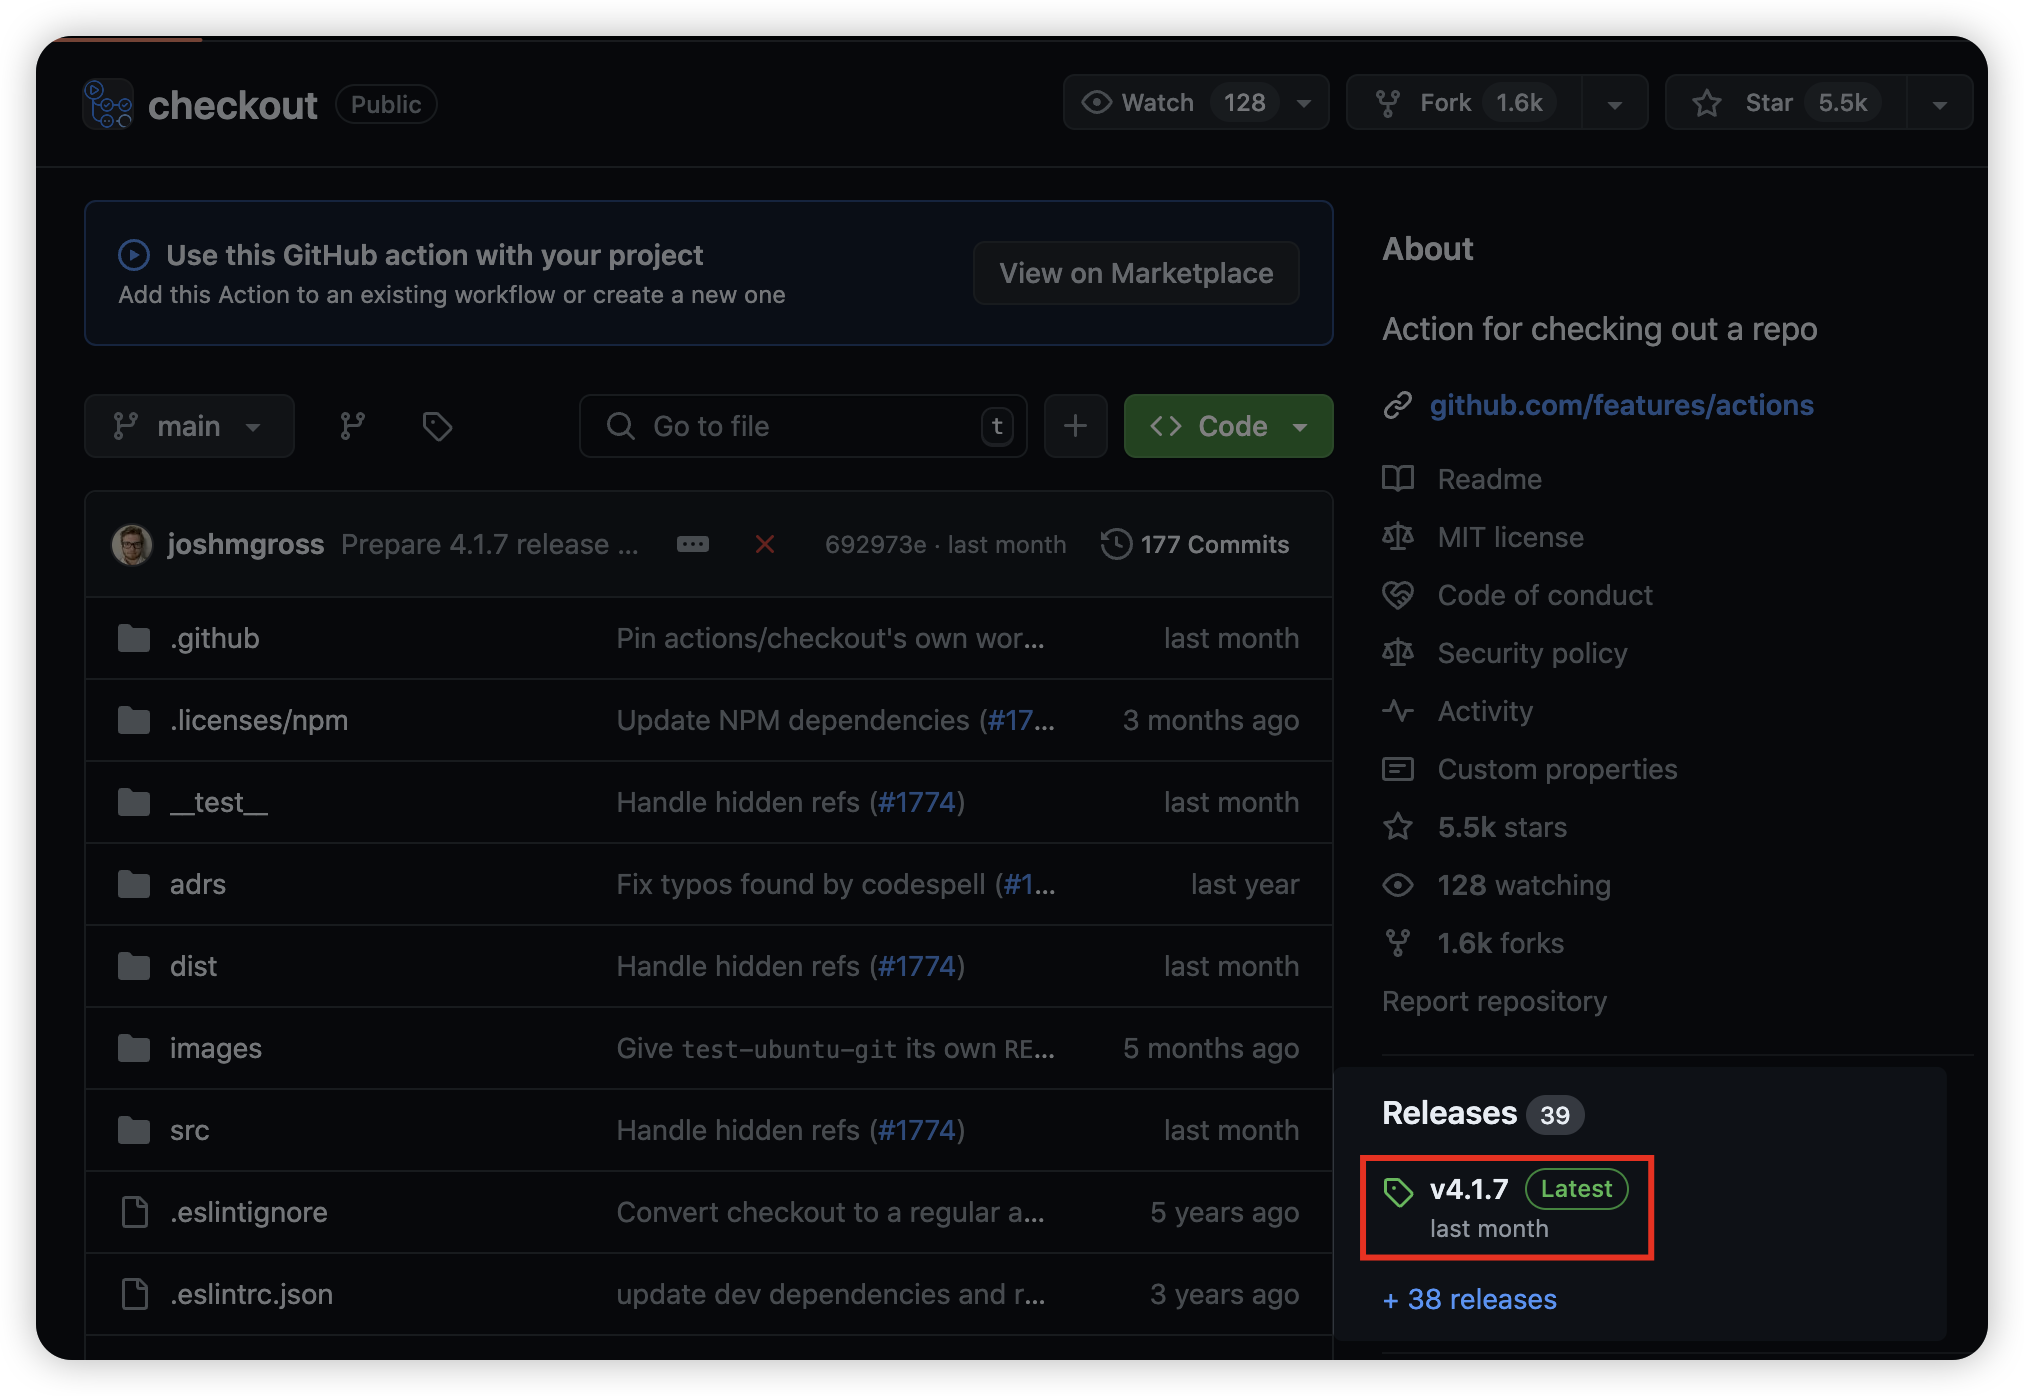 checkout Public Watch 128 Fork 1.6k Star 5.5k
Use this GitHub action with your project
Add this Action to an existing workflow or create a new one
View on Marketplace
main Go to file t + Code
joshmgross Prepare 4.1.7 release ... 692973e · last month 177 Commits
.github Pin actions/checkout's own wor... last month
.licenses/npm Update NPM dependencies (#17... 3 months ago
__test__ Handle hidden refs (#1774) last month
adrs Fix typos found by codespell (#1... last year
dist Handle hidden refs (#1774) last month
images Give test-ubuntu-git its own RE... 5 months ago
src Handle hidden refs (#1774) last month
.eslintignore Convert checkout to a regular a... 5 years ago
.eslintrc.json update dev dependencies and r... 3 years ago
About
Action for checking out a repo
github.com/features/actions
Readme
MIT license
Code of conduct
Security policy
Activity
Custom properties
5.5k stars
128 watching
1.6k forks
Report repository
Releases 39
v4.1.7 Latest
last month
+ 38 releases